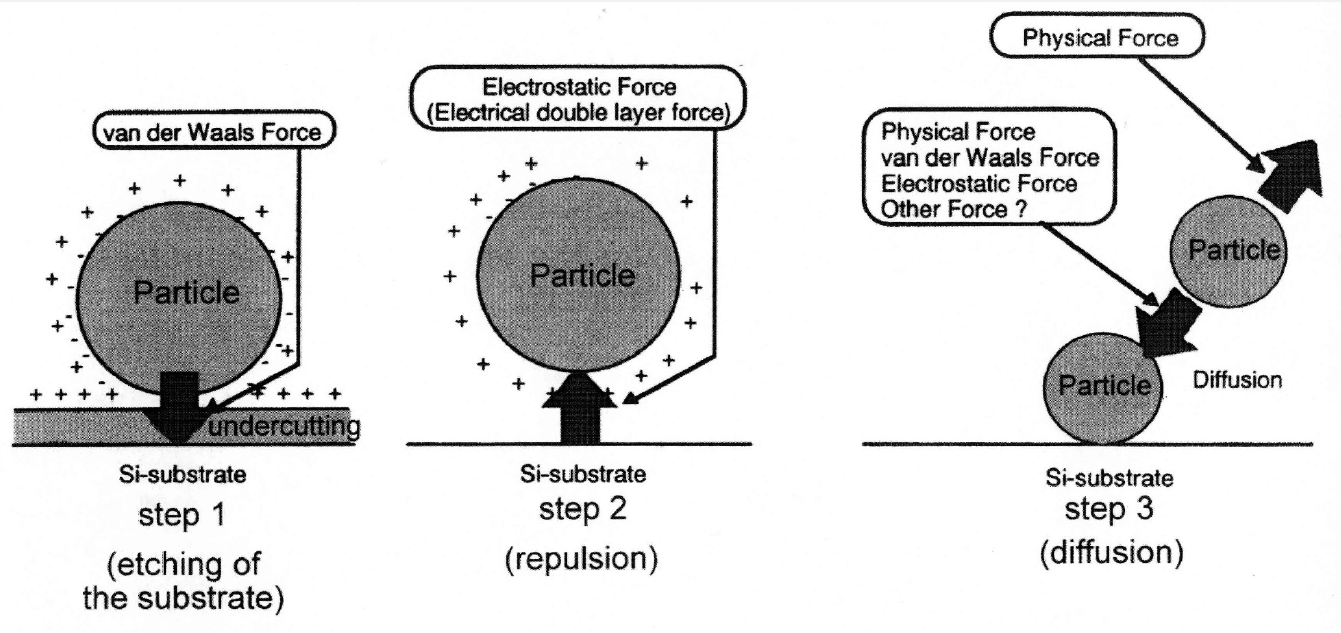 van der Waals Force
Particle
undercutting
Si-substrate
step 1
(etching of
the substrate)
Electrostatic Force
(Electrical double layer force)
Particle
Si-substrate
step 2
(repulsion)
Physical Force
Physical Force
van der Waals Force
Electrostatic Force
Other Force ?
Particle
Particle
Diffusion
Si-substrate
step 3
(diffusion)